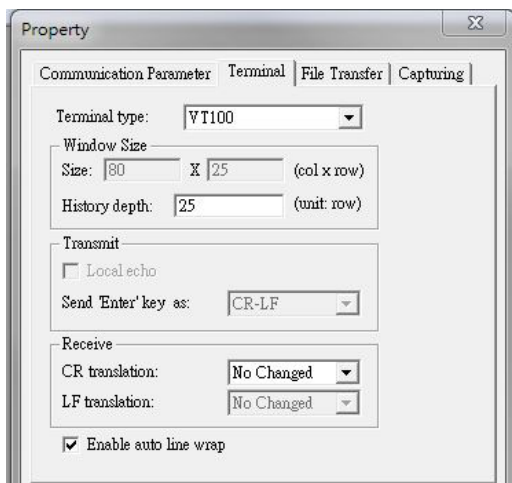 Property
Communication Parameter Terminal File Transfer Capturing
Terminal type: VT100
Window Size
Size: 80 X 25 (col x row)
History depth: 25 (unit: row)
Transmit
Local echo
Send 'Enter' key as: CR-LF
Receive
CR translation: No Changed
LF translation: No Changed
Enable auto line wrap